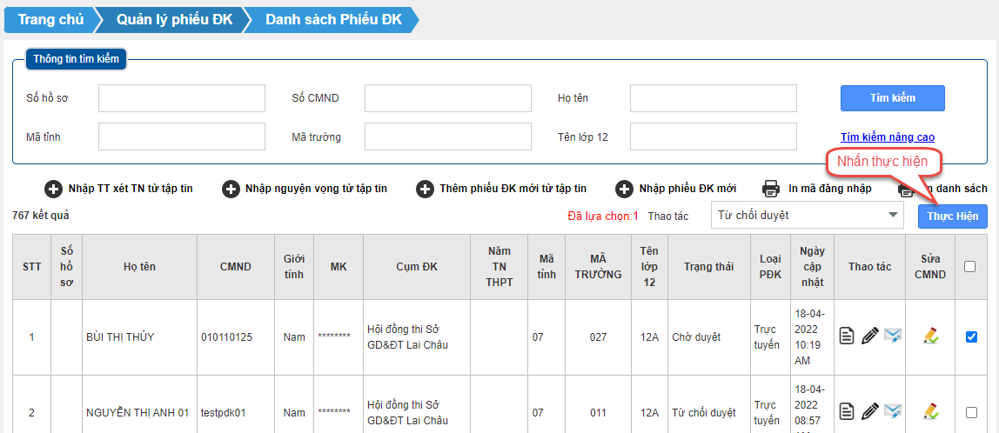 Trang chủ Quản lý phiếu ĐK Danh sách Phiếu ĐK
Thông tin tìm kiếm
Số hồ sơ Số CMND Họ tên Tìm kiếm
Mã tỉnh Mã trường Tên lớp 12 Tìm kiếm nâng cao
Nhấn thực hiện
Nhập TT xét TN từ tập tin Nhập nguyện vọng từ tập tin Thêm phiếu ĐK mới từ tập tin Nhập phiếu ĐK mới In mã đăng nhập danh sách
767 kết quả Đã lựa chọn:1 Thao tác Từ chối duyệt Thực Hiện
STT Số hồ sơ Họ tên CMND Giới tính MK Cụm ĐK Năm TN THPT Mã tỉnh MÃ TRƯỜNG Tên lớp 12 Trạng thái Loại PĐK Ngày cập nhật Thao tác Sửa CMND
1 BÙI THỊ THỦY 010110125 Nam ******** Hội đồng thi Sở GD&ĐT Lai Châu 07 027 12A Chờ duyệt Trực tuyến 18-04-2022 10:19 AM
2 NGUYỄN THỊ ANH 01 testpdk01 Nam ******** Hội đồng thi Sở GD&ĐT Lai Châu 07 011 12A Từ chối duyệt Trực tuyến 18-04-2022 08:57